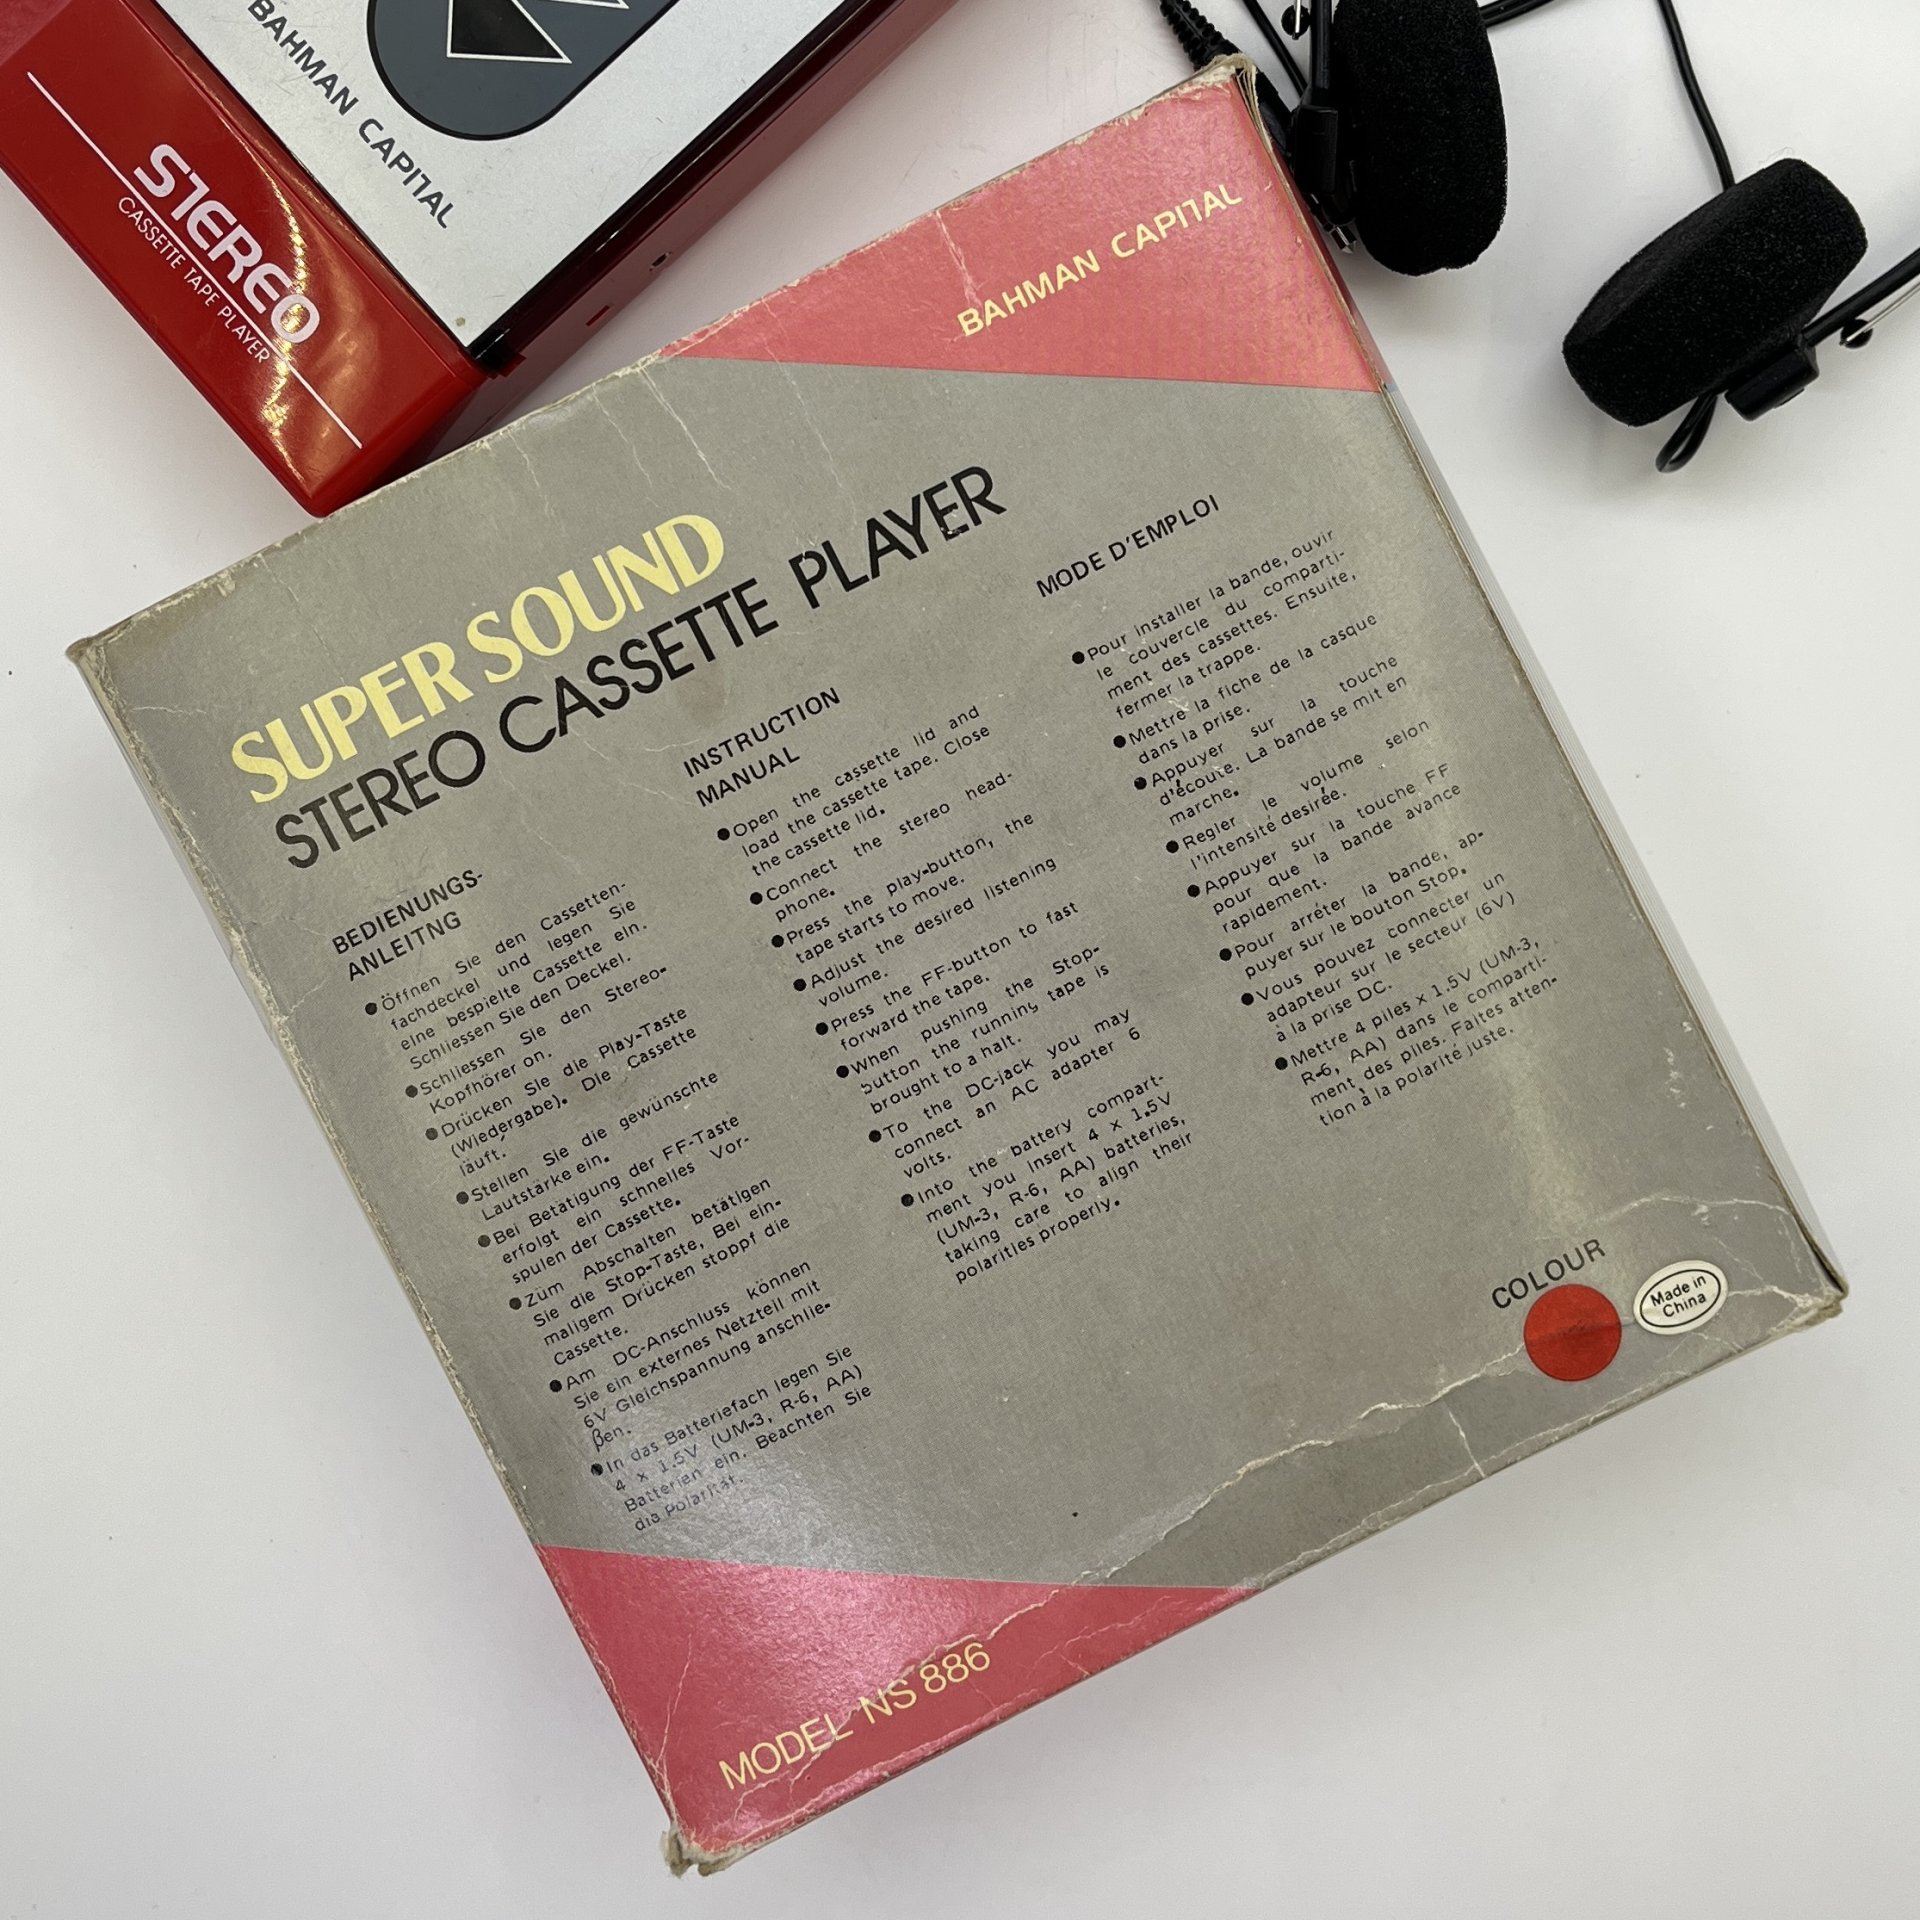 BAHMAN CAPITAL
STEREO
CASSETTE TAPE PLAYER
BAHMAN CAPITAL
SUPER SOUND
STEREO CASSETTE PLAYER
BEDIENUNGS-
ANLEITNG
●Öffnen Sie den Cassetten-
fachdeckel und legen Sie
eine bespielte Cassette ein.
Schliessen Sie den Deckel.
●Schliessen Sie den Stereo-
Kopfhörer on.
●Drücken Sie die Play-Taste
(Wiedergabe). Die Cassette
läuft.
●Stellen Sie die gewünschte
Lautstärke ein.
●Bei Betätigung der FF-Taste
erfolgt ein schnelles Vor-
spulen der Cassette.
●Züm Abschalten betätigen
Sie die Stop-Taste, Bei ein-
maligem Drücken stoppf die
Cassette.
●Am DC-Anschluss können
Sie ein externes Netzteil mit
6V Gleichspannung anschlie-
βen.
●In das Batteriefach legen Sie
4 x 1.5V (UM-3, R-6, AA)
Batterien ein. Beachten Sie
die Polarität.
INSTRUCTION
MANUAL
●Open the cassette lid and
load the cassette tape. Close
the cassette lid.
●Connect the stereo head-
phone.
●Press the play-button, the
tape starts to move.
●Adjust the desired listening
volume.
●Press the FF-button to fast
forward the tape.
●When pushing the Stop-
button the running tape is
brought to a halt.
●To the DC-jack you may
connect an AC adapter 6
volts.
●Into the battery compart-
ment you insert 4 x 1.5V
(UM-3, R-6, AA) batteries,
taking care to align their
polarities properly.
MODE D'EMPLOI
●Pour installer la bande, ouvir
le couvercle du comparti-
ment des cassettes. Ensuite,
fermer la trappe.
●Mettre la fiche de la casque
dans la prise.
●Appuyer sur la touche
d'écoute. La bande se mit en
marche.
●Regler le volume selon
l'intensité desirée.
●Appuyer sur la touche FF
pour que la bande avance
rapidement.
●Pour arrêter la bande, ap-
puyer sur le bouton Stop.
●Vous pouvez connecter un
adapteur sur le secteur (6V)
à la prise DC.
●Mettre 4 piles x 1.5V (UM-3,
R-6, AA) dans le comparti-
ment des piles. Faites atten-
tion à la polarité juste.
COLOUR
Made in
China
MODEL NS 886